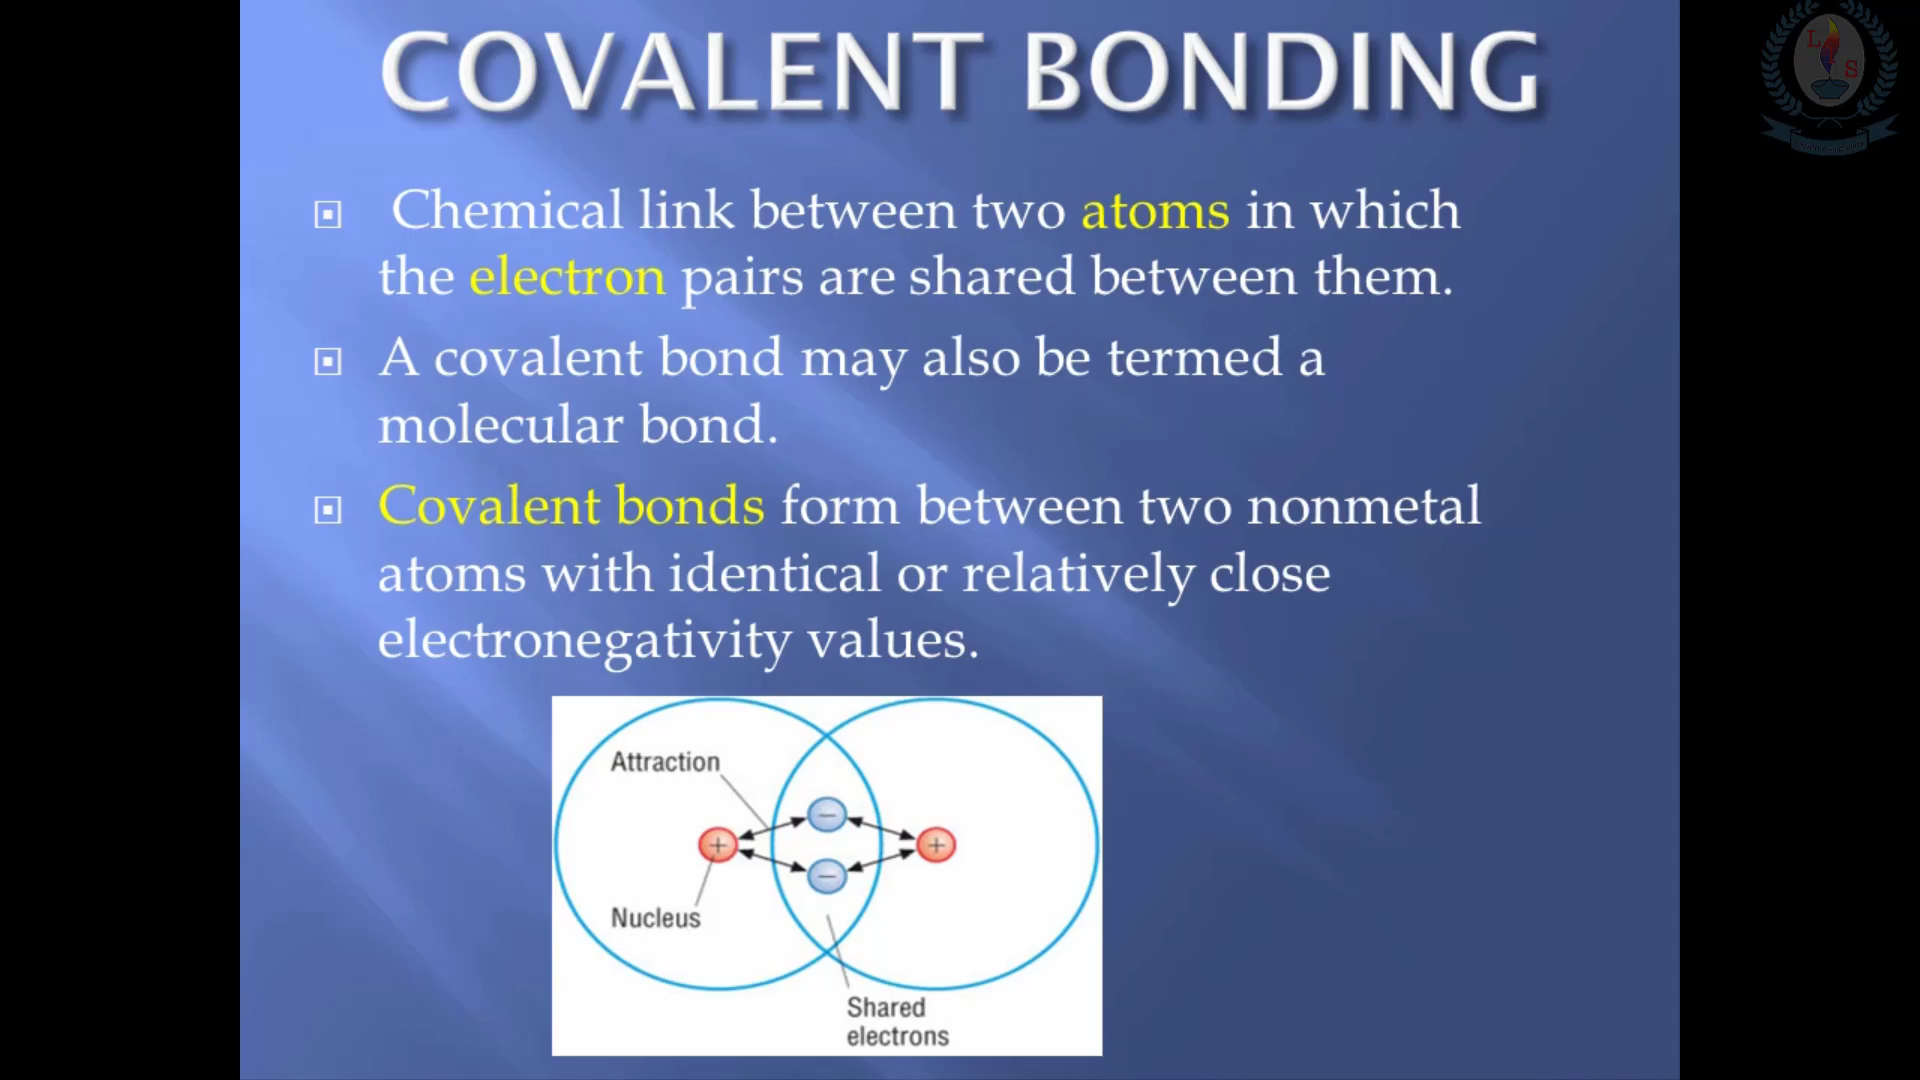 COVALENT BONDING
Chemical link between two atoms in which
the electron pairs are shared between them.
A covalent bond may also be termed a
molecular bond.
Covalent bonds form between two nonmetal
atoms with identical or relatively close
electronegativity values.
Attraction
Nucleus
Shared
electrons
L
S